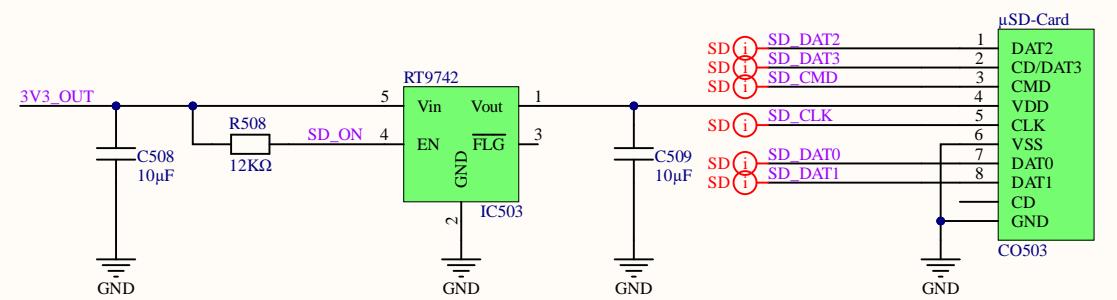 µSD-Card
SD SD_DAT2 1 DAT2
SD SD_DAT3 2 CD/DAT3
SD SD_CMD 3 CMD
4 VDD
SD SD_CLK 5 CLK
6 VSS
SD SD_DAT0 7 DAT0
SD SD_DAT1 8 DAT1
CD
GND
CO503
RT9742
3V3_OUT 5 Vin Vout 1
R508
12KΩ
SD_ON 4 EN FLG 3
GND
2
IC503
C508
10µF
C509
10µF
GND
GND
GND
GND